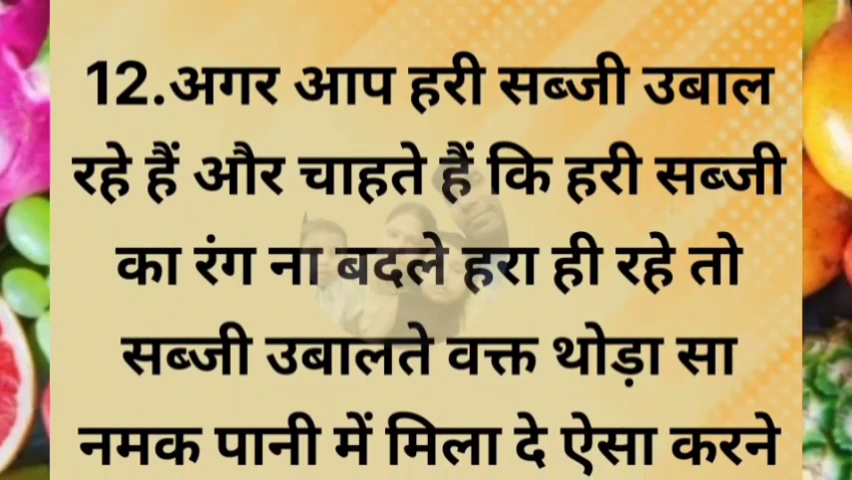 12.अगर आप हरी सब्जी उबाल
रहे हैं और चाहते हैं कि हरी सब्जी
का रंग ना बदले हरा ही रहे तो
सब्जी उबालते वक्त थोड़ा सा
नमक पानी में मिला दे ऐसा करने